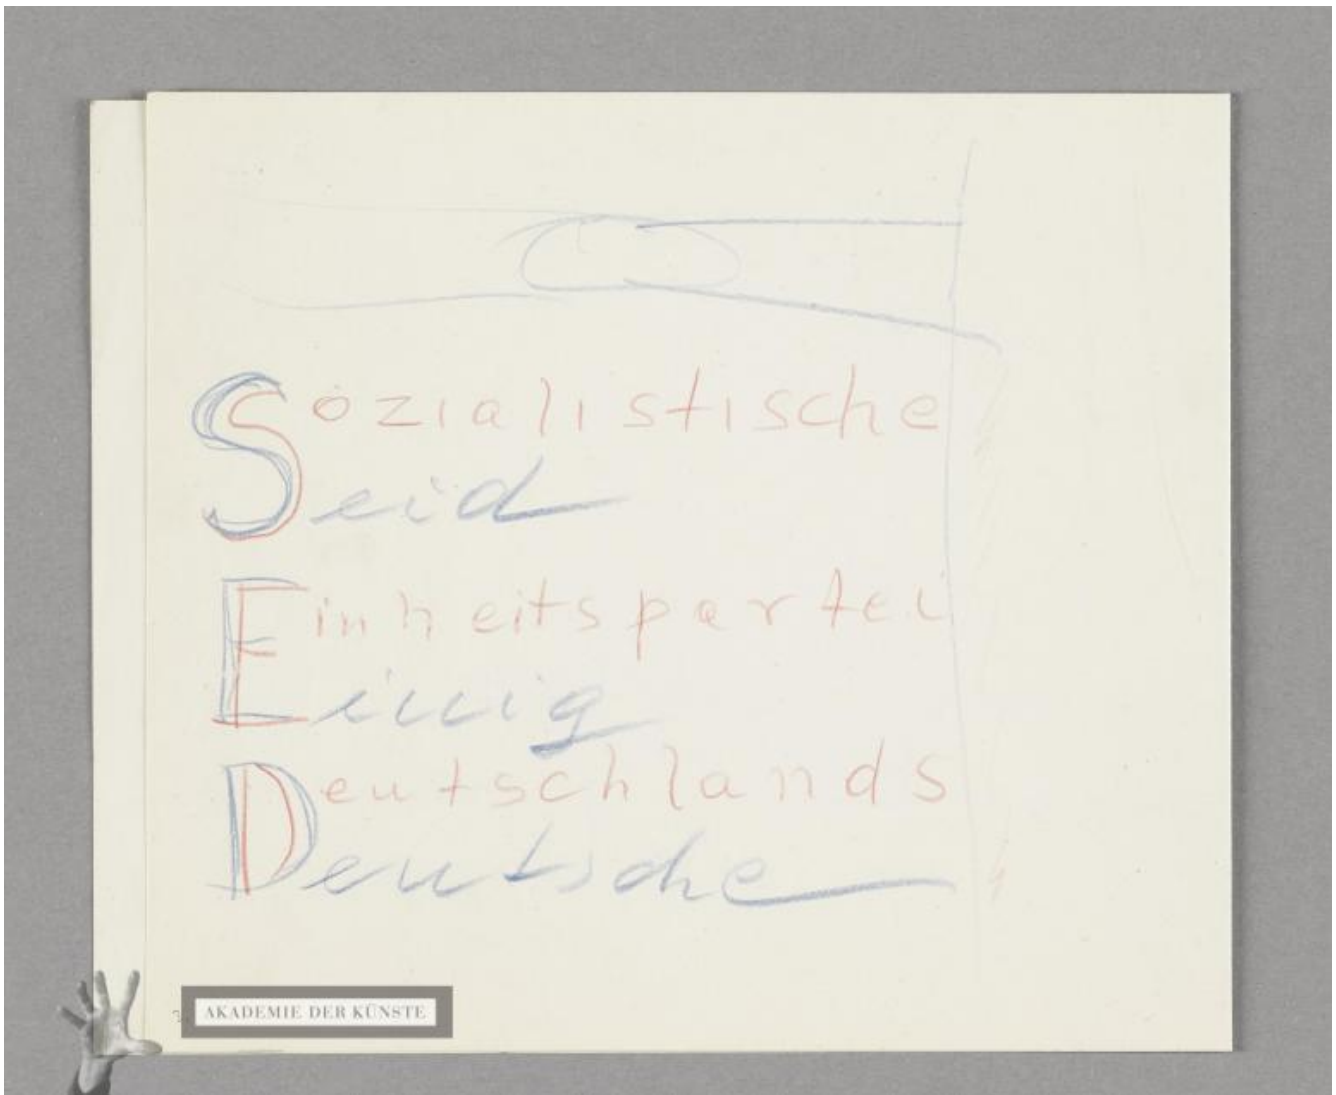 Sozialistische
Seid
Einheitspartei
Einig
Deutschlands
Deutsche
AKADEMIE DER KÜNSTE